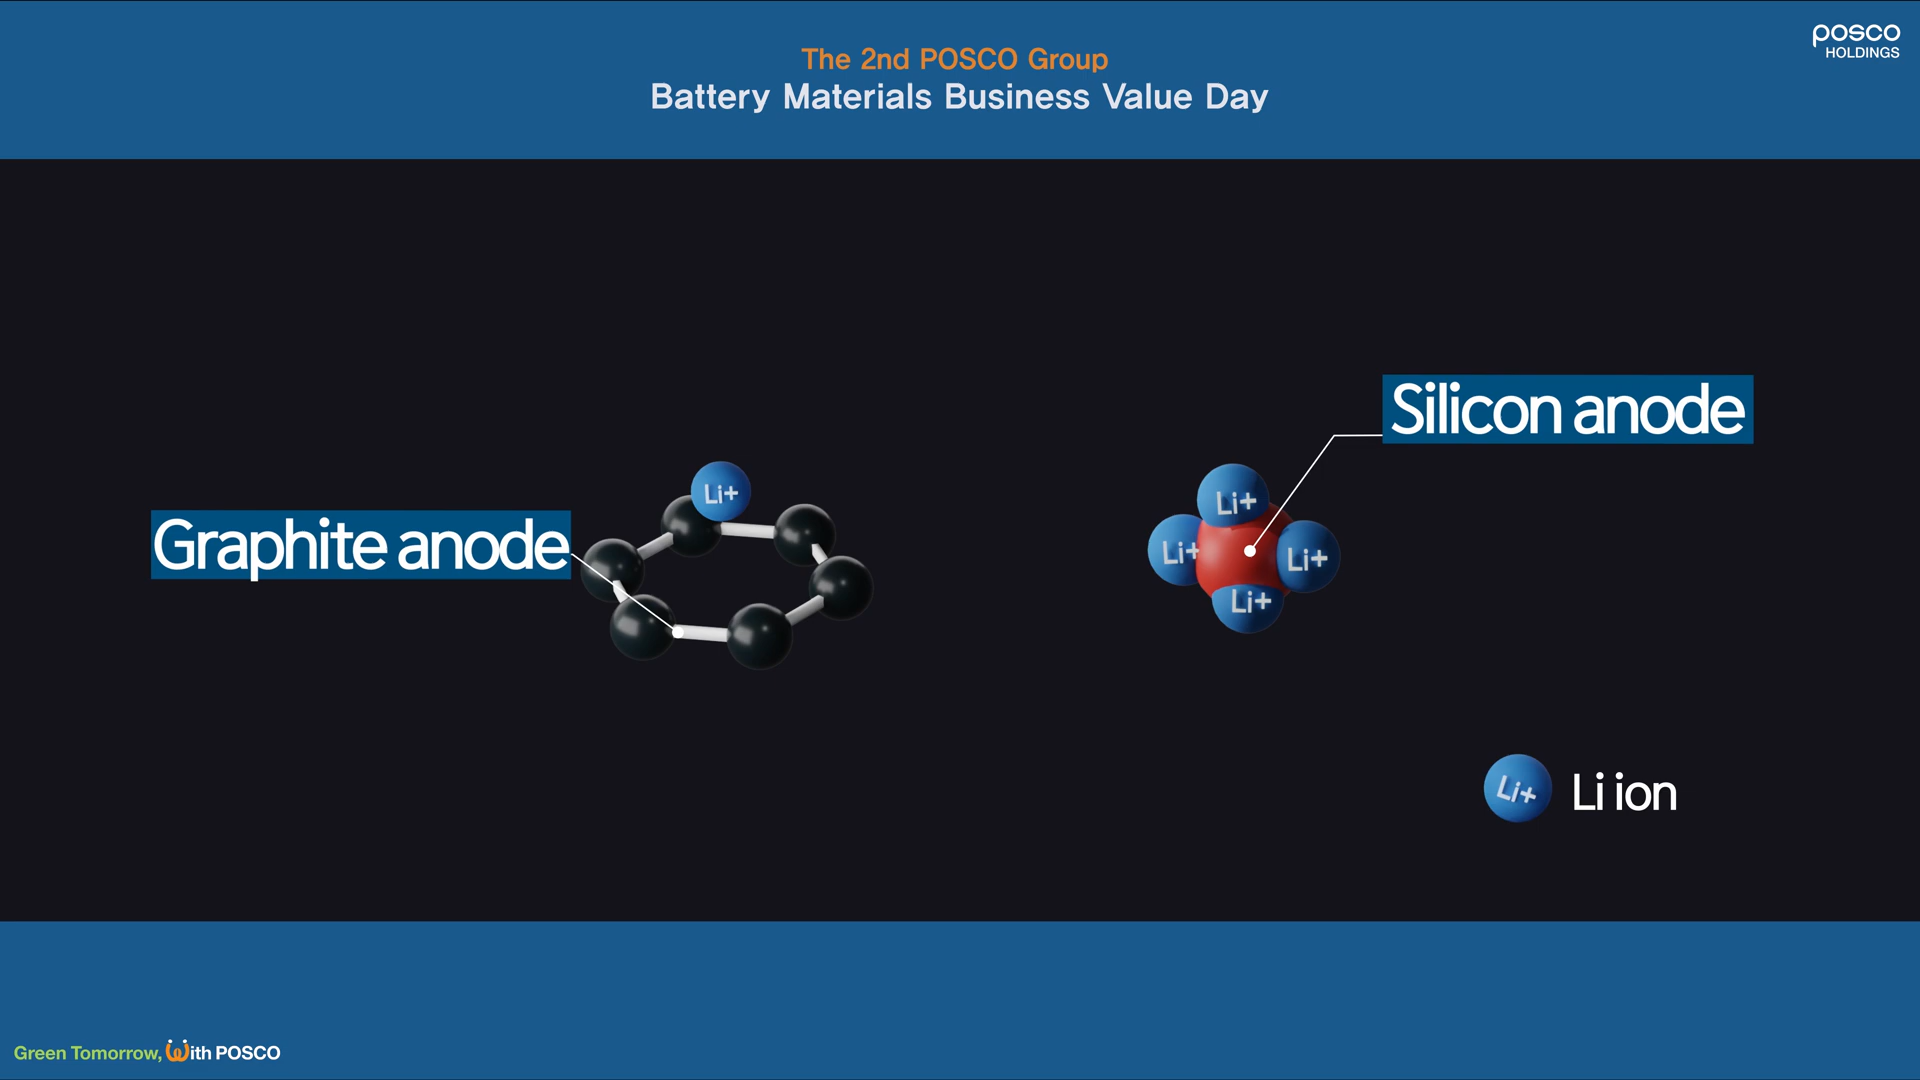 The 2nd POSCO Group
Battery Materials Business Value Day
posco
HOLDINGS
Silicon anode
Graphite anode
Li+
Li+
Li+
Li+
Li+
Li+ Li ion
Green Tomorrow, With POSCO